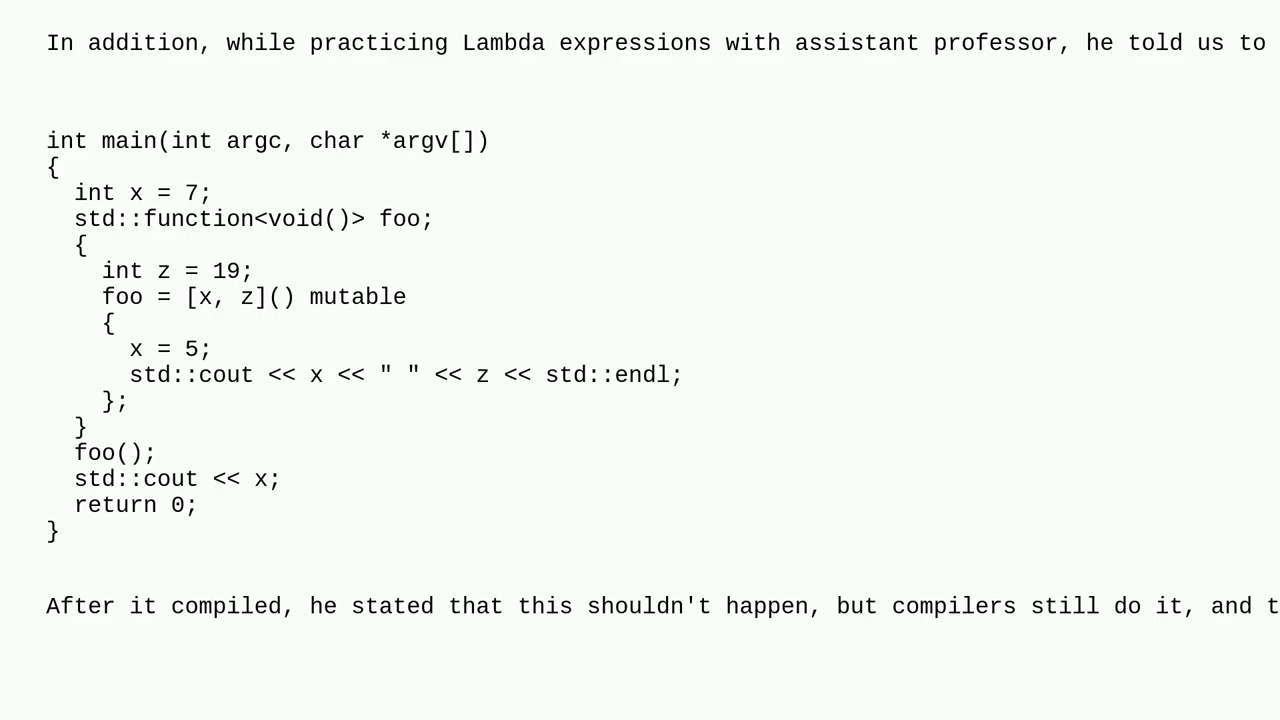 In addition, while practicing Lambda expressions with assistant professor, he told us to
int main(int argc, char *argv[])
{
  int x = 7;
  std::function<void()> foo;
  {
    int z = 19;
    foo = [x, z]() mutable
    {
      x = 5;
      std::cout << x << " " << z << std::endl;
    };
  }
  foo();
  std::cout << x;
  return 0;
}
After it compiled, he stated that this shouldn't happen, but compilers still do it, and t